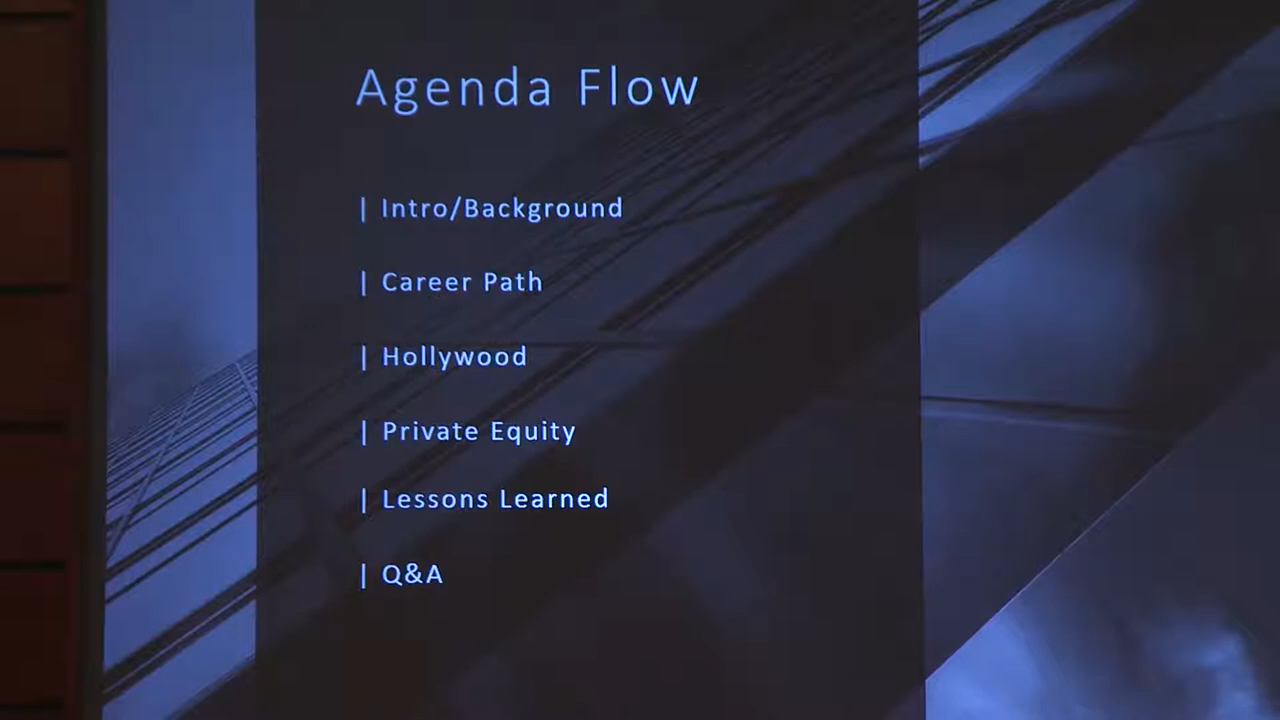 Agenda Flow
| Intro/Background
| Career Path
| Hollywood
| Private Equity
| Lessons Learned
| Q&A